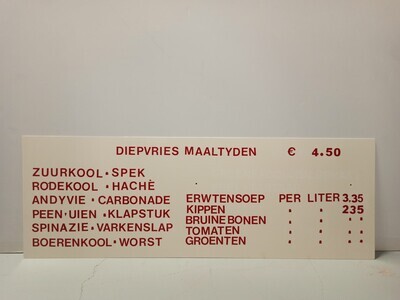 DIEPVRIES MAALTYDEN € 4.50
ZUURKOOL • SPEK
RODEKOOL • HACHÈ
ANDYVIE • CARBONADE
PEEN • UIEN • KLAPSTUK
SPINAZIE • VARKENSLAP
BOERENKOOL • WORST
ERWTENSOEP PER LITER 3.35
KIPPEN " " 235
BRUINE BONEN " " "
TOMATEN " " "
GROENTEN " " "